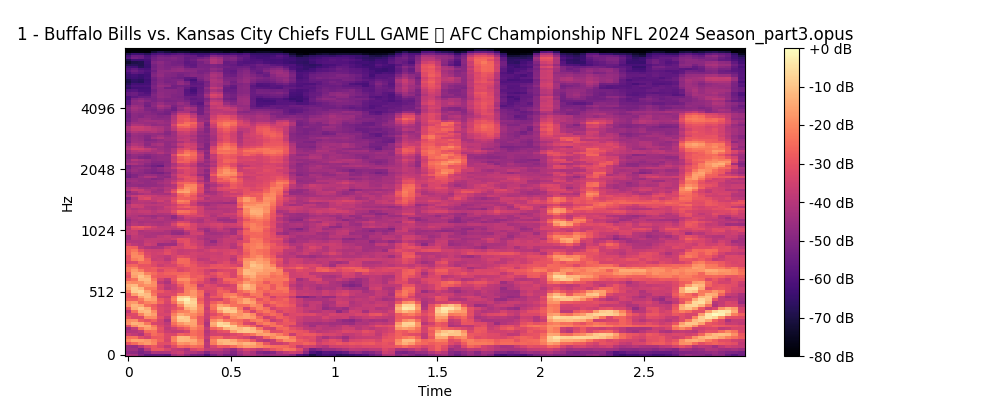 1 - Buffalo Bills vs. Kansas City Chiefs FULL GAME ▯ AFC Championship NFL 2024 Season_part3.opus
+0 dB
-10 dB
-20 dB
-30 dB
-40 dB
-50 dB
-60 dB
-70 dB
-80 dB
4096
2048
1024
512
0
Hz
0 0.5 1 1.5 2 2.5
Time